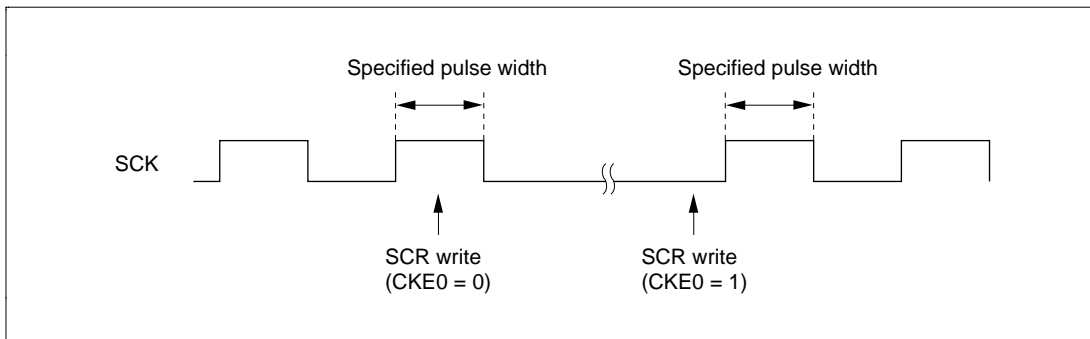 Specified pulse width
Specified pulse width
SCK
SCR write
(CKE0 = 0)
SCR write
(CKE0 = 1)